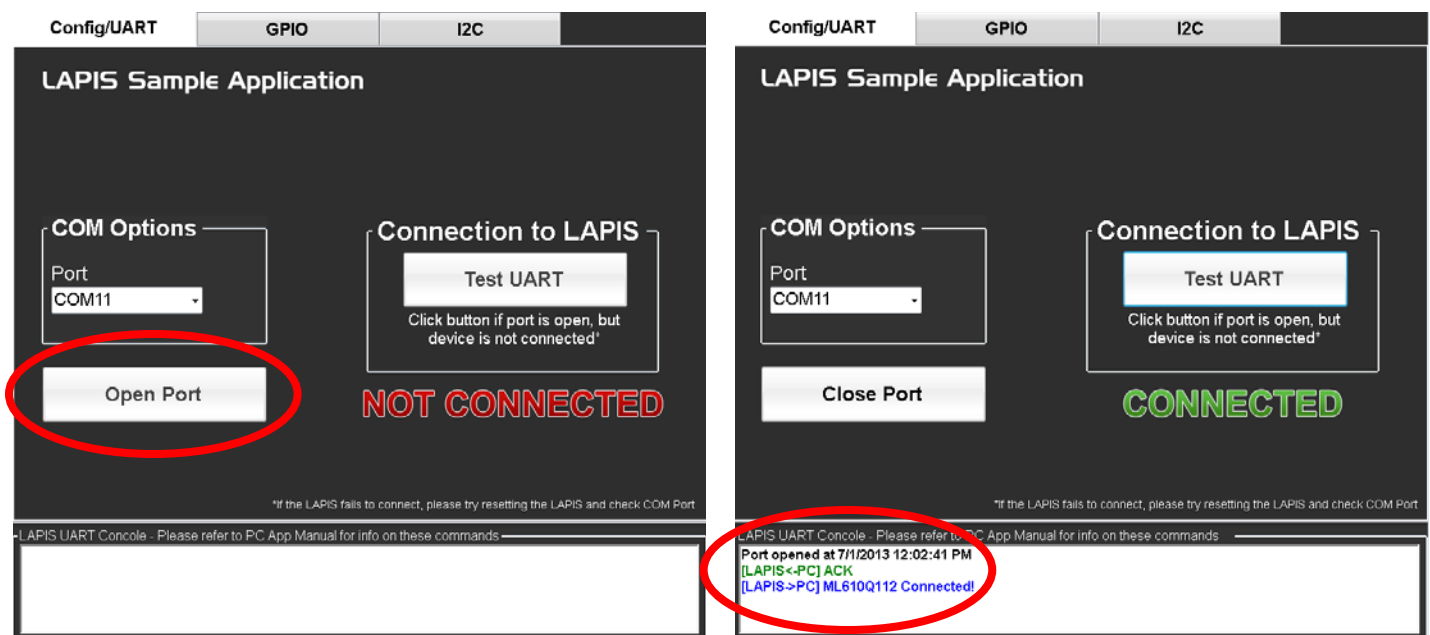 Config/UART
GPIO
I2C
LAPIS Sample Application
COM Options
Port
COM11
Open Port
Connection to LAPIS
Test UART
Click button if port is open, but
device is not connected*
NOT CONNECTED
*If the LAPIS fails to connect, please try resetting the LAPIS and check COM Port
LAPIS UART Concole - Please refer to PC App Manual for info on these commands
Config/UART
GPIO
I2C
LAPIS Sample Application
COM Options
Port
COM11
Close Port
Connection to LAPIS
Test UART
Click button if port is open, but
device is not connected*
CONNECTED
*If the LAPIS fails to connect, please try resetting the LAPIS and check COM Port
LAPIS UART Concole - Please refer to PC App Manual for info on these commands
Port opened at 7/1/2013 12:02:41 PM
[LAPIS<-PC] ACK
[LAPIS->PC] ML610Q112 Connected!